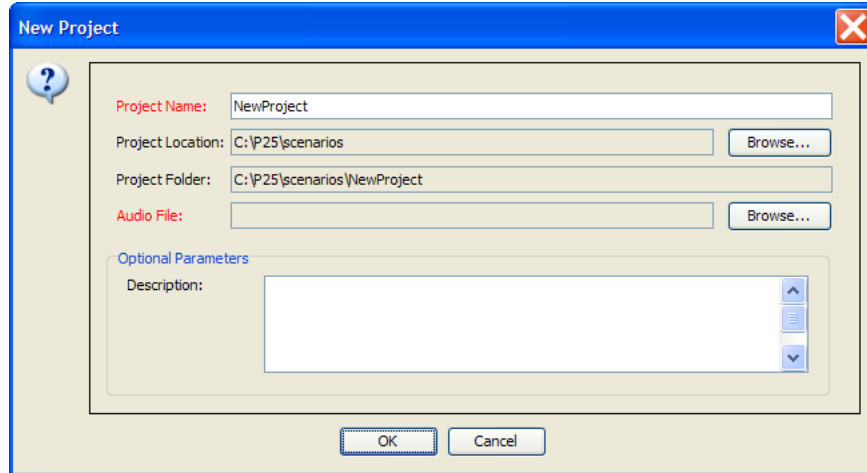 New Project
Project Name: NewProject
Project Location: C:\P25\scenarios Browse...
Project Folder: C:\P25\scenarios\NewProject
Audio File: Browse...
Optional Parameters
Description:
OK Cancel